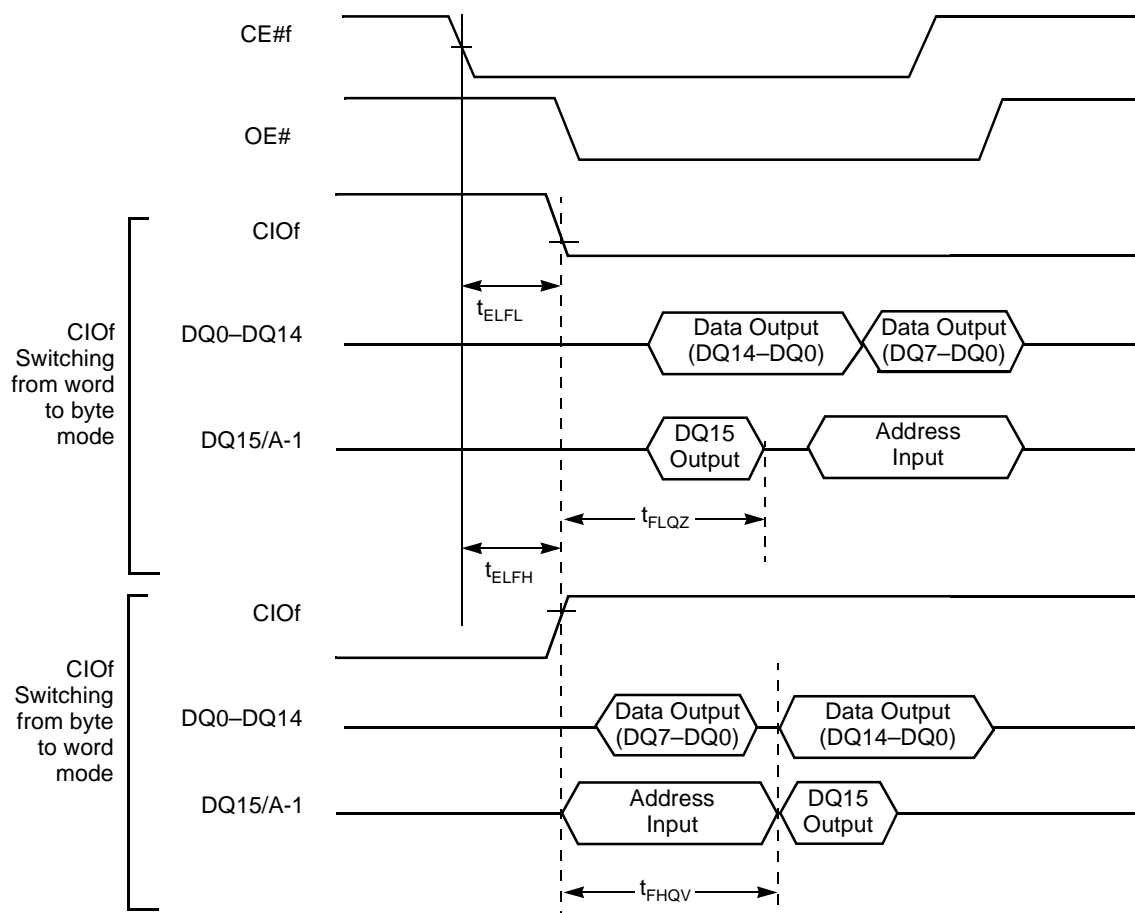 CE#f
OE#
CIOf
tELFL
CIOf
Switching
from word
to byte
mode
DQ0–DQ14
Data Output
(DQ14–DQ0)
Data Output
(DQ7–DQ0)
DQ15/A-1
DQ15
Output
Address
Input
tFLQZ
tELFH
CIOf
CIOf
Switching
from byte
to word
mode
DQ0–DQ14
Data Output
(DQ7–DQ0)
Data Output
(DQ14–DQ0)
DQ15/A-1
Address
Input
DQ15
Output
tFHQV